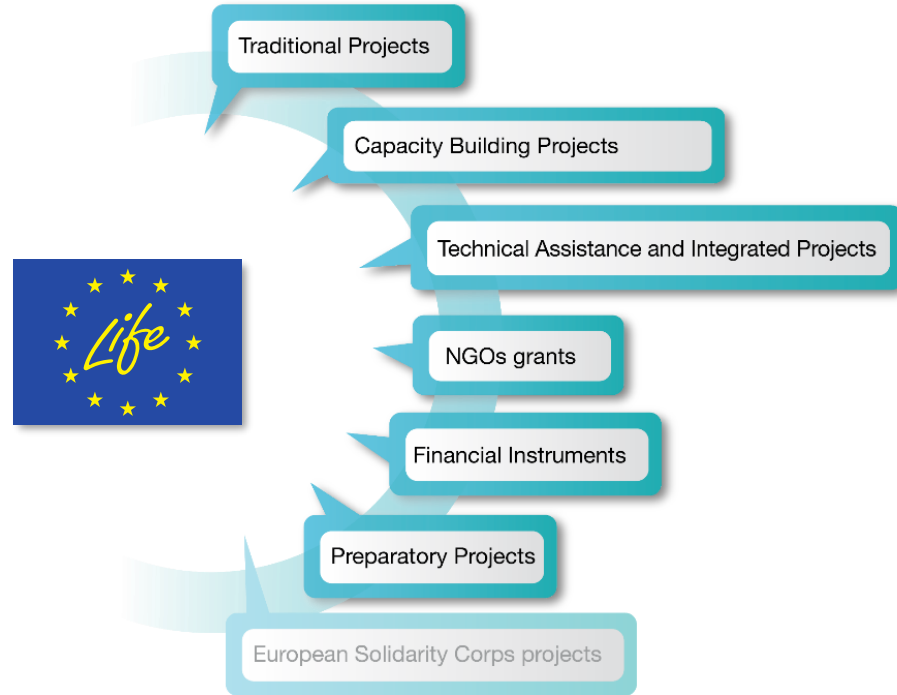 Traditional Projects
Capacity Building Projects
Technical Assistance and Integrated Projects
Life
NGOs grants
Financial Instruments
Preparatory Projects
European Solidarity Corps projects